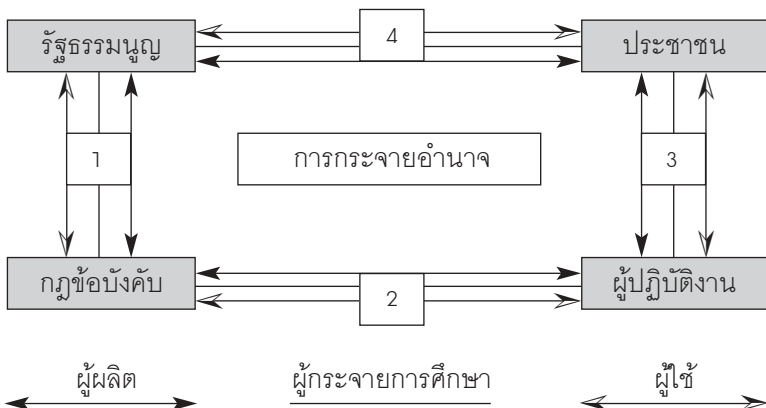 รัฐธรรมนูญ 4 ประชาชน
1 การกระจายอำนาจ 3
กฎข้อบังคับ 2 ผู้ปฏิบัติงาน
ผู้ผลิต ผู้กระจายการศึกษา ผู้ใช้